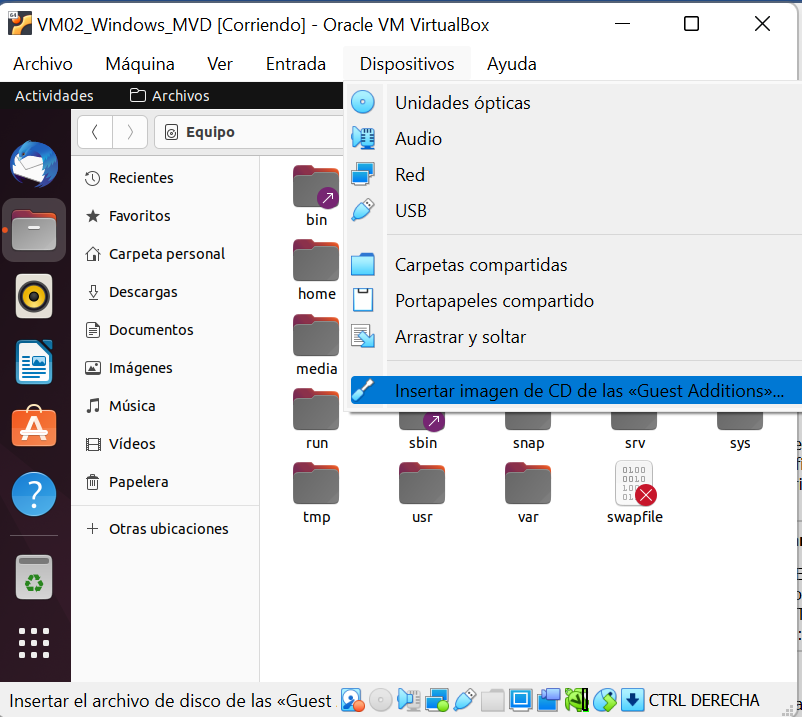 VM02_Windows_MVD [Corriendo] - Oracle VM VirtualBox
Archivo Máquina Ver Entrada Dispositivos Ayuda
Actividades Archivos
Equipo
Unidades ópticas
Audio
Red
USB
Carpetas compartidas
Portapapeles compartido
Arrastrar y soltar
Insertar imagen de CD de las «Guest Additions»...
Recientes
Favoritos
Carpeta personal
Descargas
Documentos
Imágenes
Música
Vídeos
Papelera
Otras ubicaciones
bin
home
media
run sbin snap srv sys
tmp usr var swapfile
Insertar el archivo de disco de las «Guest
CTRL DERECHA